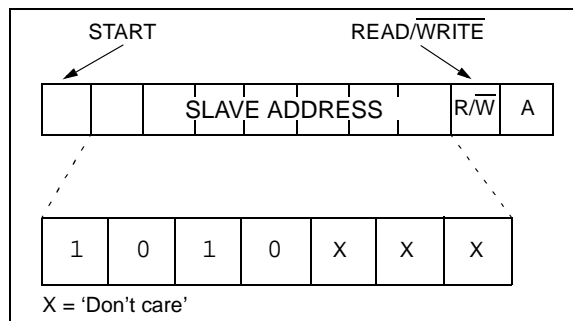 START READ/WRITE
SLAVE ADDRESS R/W A
1 0 1 0 X X X
X = ‘Don’t care’